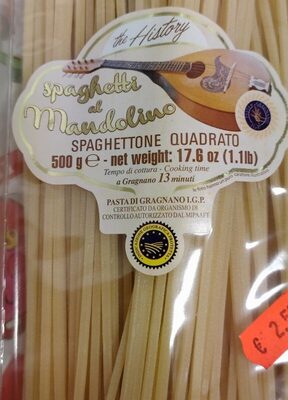 the History
spaghetti
al
Mandolino
SPAGHETTONE QUADRATO
500 g ℮ - net weight: 17.6 oz (1.1lb)
Tempo di cottura - Cooking time
a Gragnano 13 minuti
PASTA DI GRAGNANO I.G.P.
CERTIFICATO DA ORGANISMO DI
CONTROLLO AUTORIZZATO DAL MIPAAFT
€ 2,5